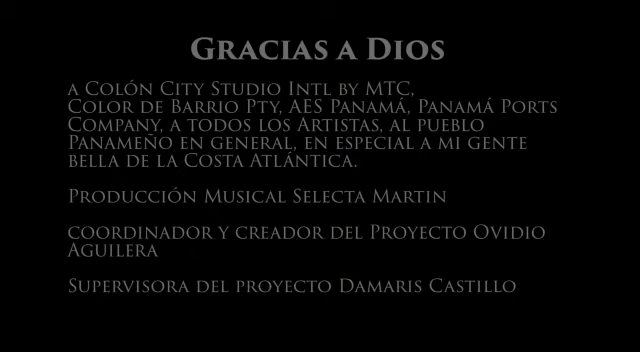 Gracias a Dios
a Colón City Studio Intl by MTC,
Color de Barrio Pty, AES Panamá, Panamá Ports
Company, a todos los Artistas, al pueblo
Panameño en general, en especial a mi gente
bella de la Costa Atlántica.
Producción Musical Selecta Martin
coordinador y creador del Proyecto Ovidio
Aguilera
Supervisora del proyecto Damaris Castillo